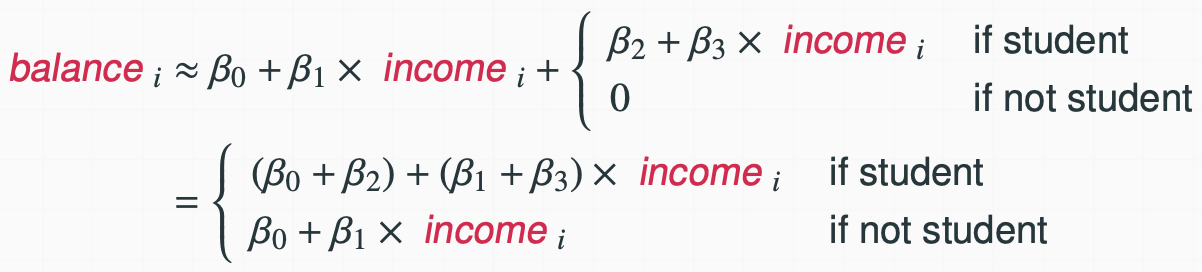 balance i ≈ β0 + β1 × income i + { β2 + β3 × income i if student
0 if not student
= { (β0 + β2) + (β1 + β3) × income i if student
β0 + β1 × income i if not student